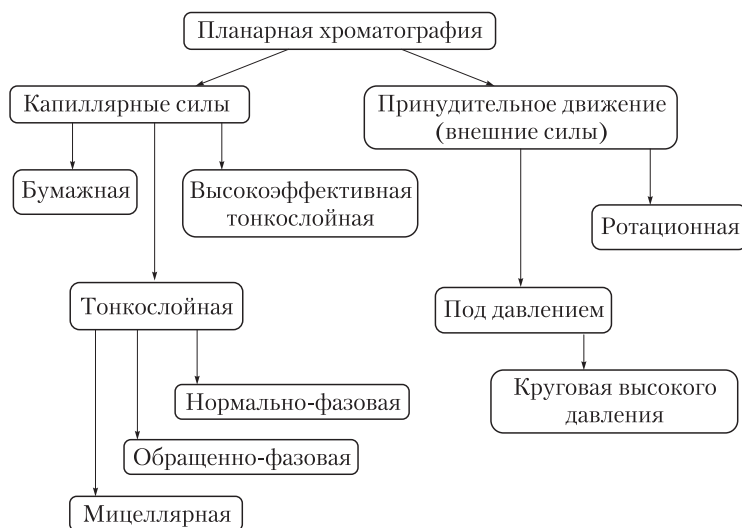 Планарная хроматография
Капиллярные силы
Принудительное движение
(внешние силы)
Бумажная
Высокоэффективная
тонкослойная
Ротационная
Тонкослойная
Под давлением
Нормально-фазовая
Круговая высокого
давления
Обращенно-фазовая
Мицеллярная